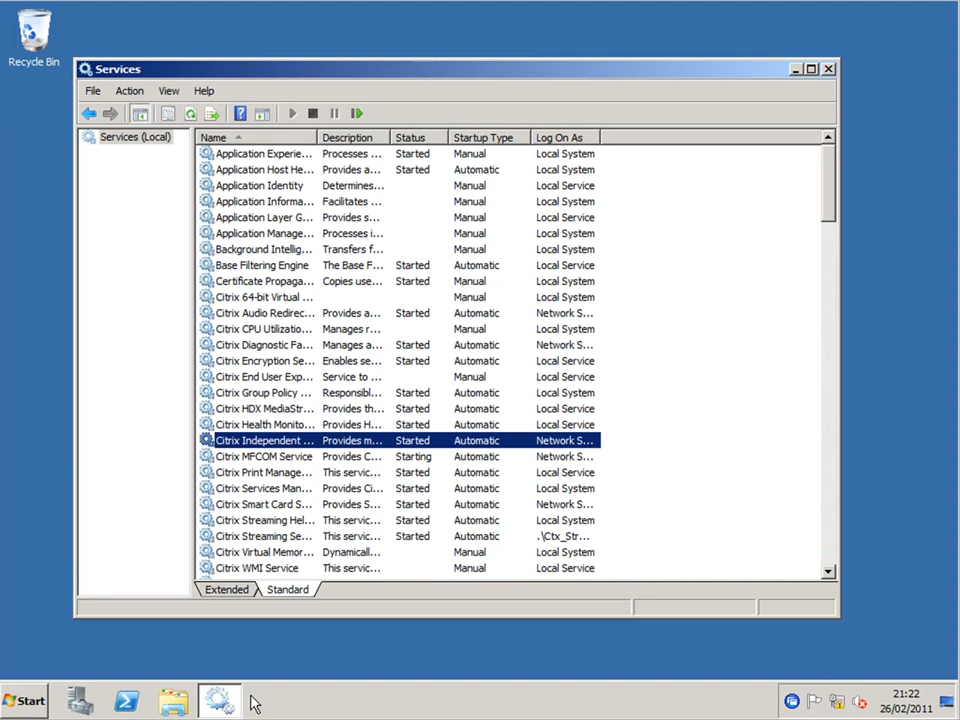 Recycle Bin
Services
File Action View Help
Services (Local)
Name Description Status Startup Type Log On As
Application Experie... Processes ... Started Manual Local System
Application Host He... Provides a... Started Automatic Local System
Application Identity Determines... Manual Local Service
Application Informa... Facilitates ... Manual Local System
Application Layer G... Provides s... Manual Local Service
Application Manage... Processes i... Manual Local System
Background Intellig... Transfers f... Manual Local System
Base Filtering Engine The Base F... Started Automatic Local Service
Certificate Propaga... Copies use... Started Manual Local System
Citrix 64-bit Virtual ... Manual Local System
Citrix Audio Redirec... Provides a... Started Automatic Network S...
Citrix CPU Utilizatio... Manages r... Manual Local System
Citrix Diagnostic Fa... Manages a... Started Automatic Network S...
Citrix Encryption Se... Enables se... Started Automatic Local Service
Citrix End User Exp... Service to ... Manual Local Service
Citrix Group Policy ... Responsibl... Started Automatic Local Service
Citrix HDX MediaStr... Provides th... Started Automatic Local Service
Citrix Health Monito... Provides H... Started Automatic Local Service
Citrix Independent ... Provides m... Started Automatic Network S...
Citrix MFCOM Service Provides C... Starting Automatic Network S...
Citrix Print Manage... This servic... Started Automatic Local Service
Citrix Services Man... Provides Ci... Started Automatic Local System
Citrix Smart Card S... Provides S... Started Automatic Network S...
Citrix Streaming Hel... This servic... Started Automatic Local System
Citrix Streaming Se... This servic... Started Automatic .\Ctx_Str...
Citrix Virtual Memor... Dynamicall... Manual Local System
Citrix WMI Service This servic... Manual Local Service
Extended Standard
Start
21:22
26/02/2011